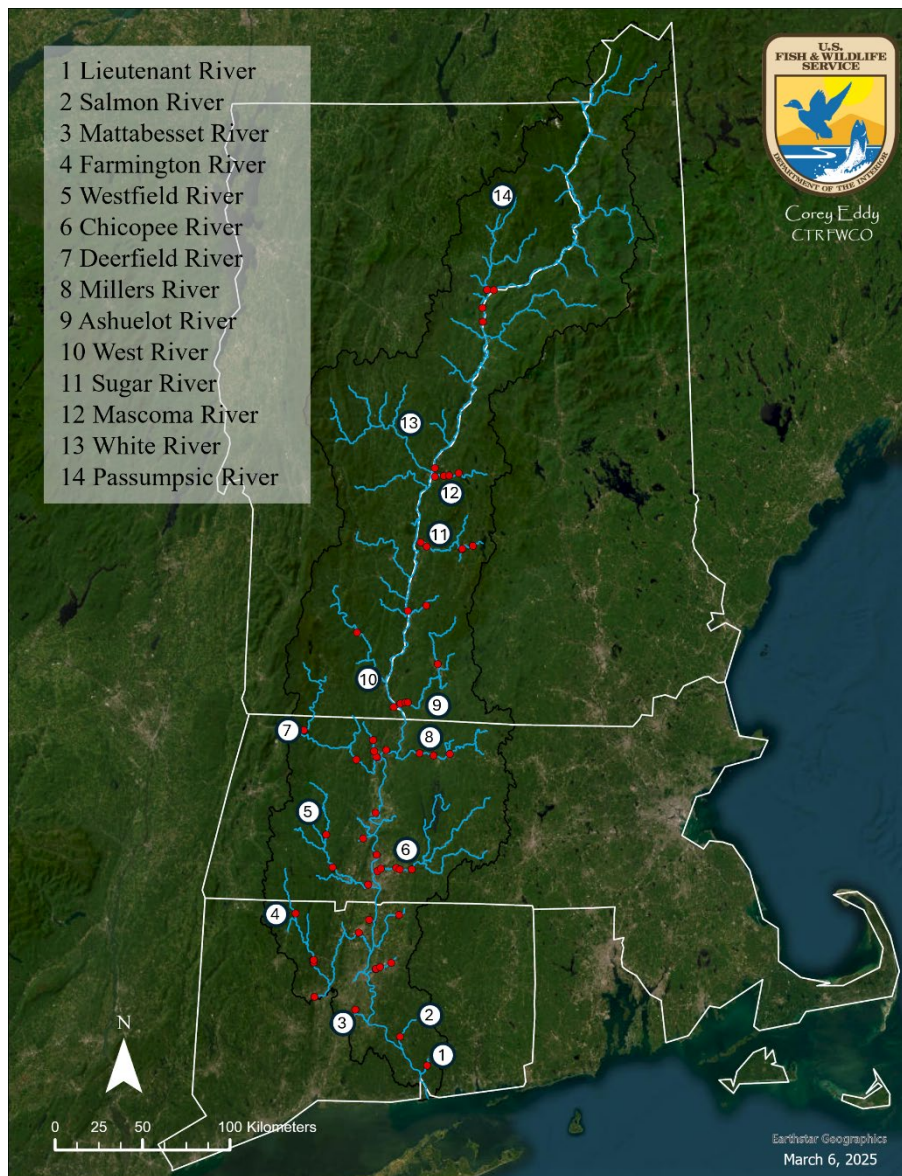 1 Lieutenant River
2 Salmon River
3 Mattabesset River
4 Farmington River
5 Westfield River
6 Chicopee River
7 Deerfield River
8 Millers River
9 Ashuelot River
10 West River
11 Sugar River
12 Mascoma River
13 White River
14 Passumpsic River
U.S.
FISH & WILDLIFE
SERVICE
DEPARTMENT OF THE INTERIOR
Corey Eddy
CTRFWCO
14
13
12
11
10
9
7
8
5
6
4
3
2
1
N
0 25 50 100 Kilometers
Earthstar Geographics
March 6, 2025